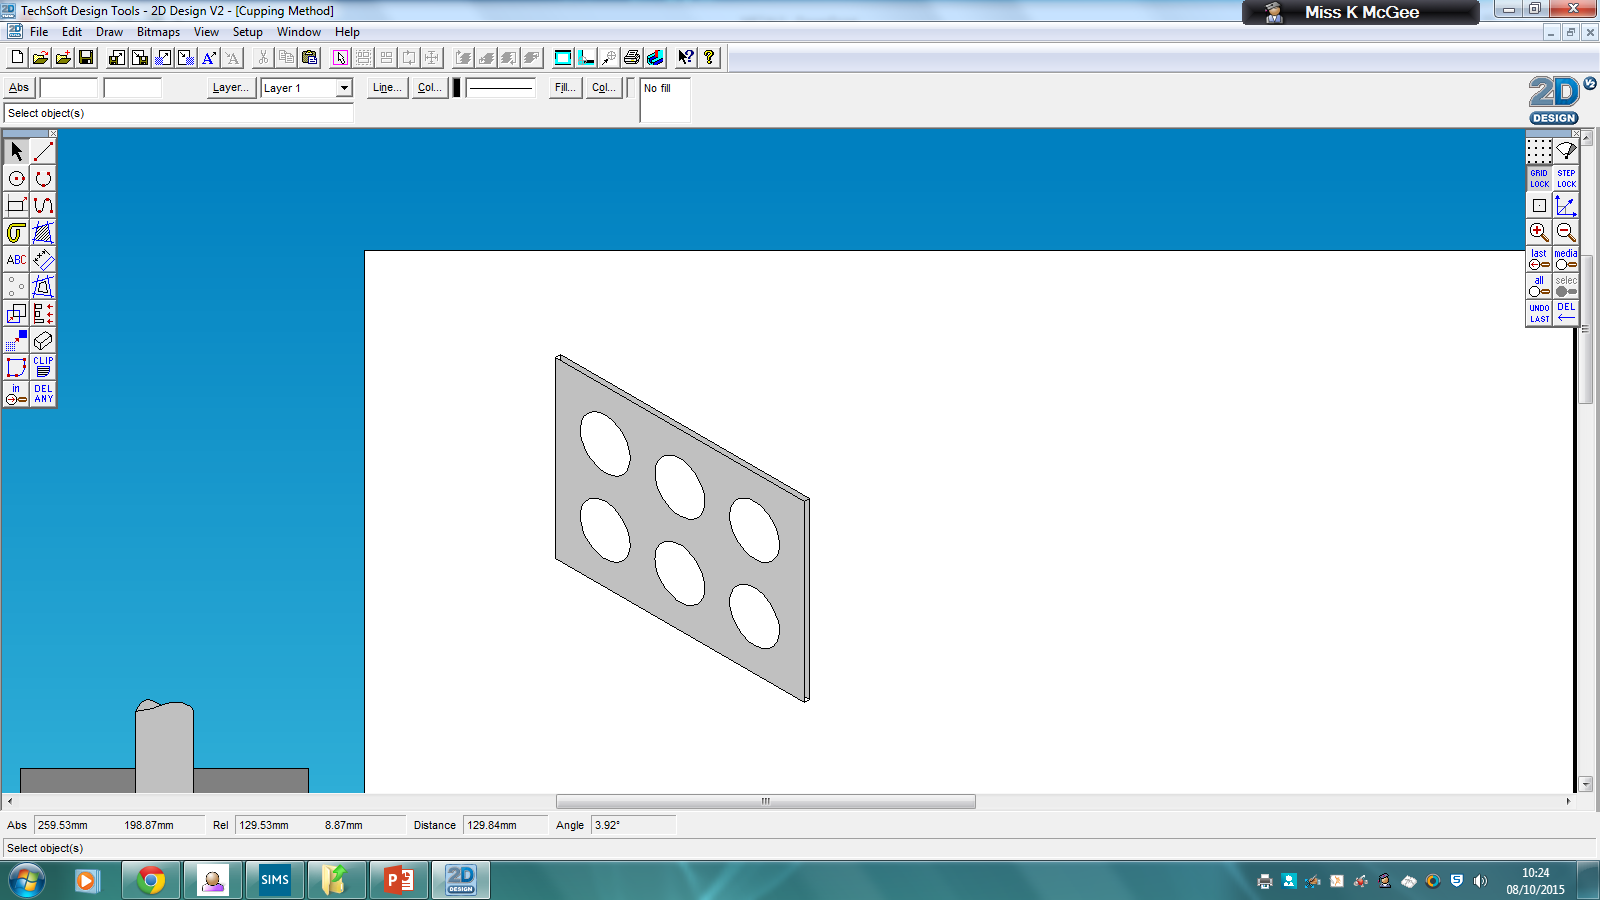 TechSoft Design Tools - 2D Design V2 - [Cupping Method]
Miss K McGee
File Edit Draw Bitmaps View Setup Window Help
Abs
Layer...
Layer 1
Line...
Col...
Fill...
Col...
No fill
2D V2
DESIGN
Select object(s)
GRID LOCK
STEP LOCK
ABC
last
media
all
selec
UNDO LAST
DEL
CLIP
in
DEL ANY
Abs 259.53mm 198.87mm Rel 129.53mm 8.87mm Distance 129.84mm Angle 3.92°
Select object(s)
SIMS
2D DESIGN
10:24
08/10/2015